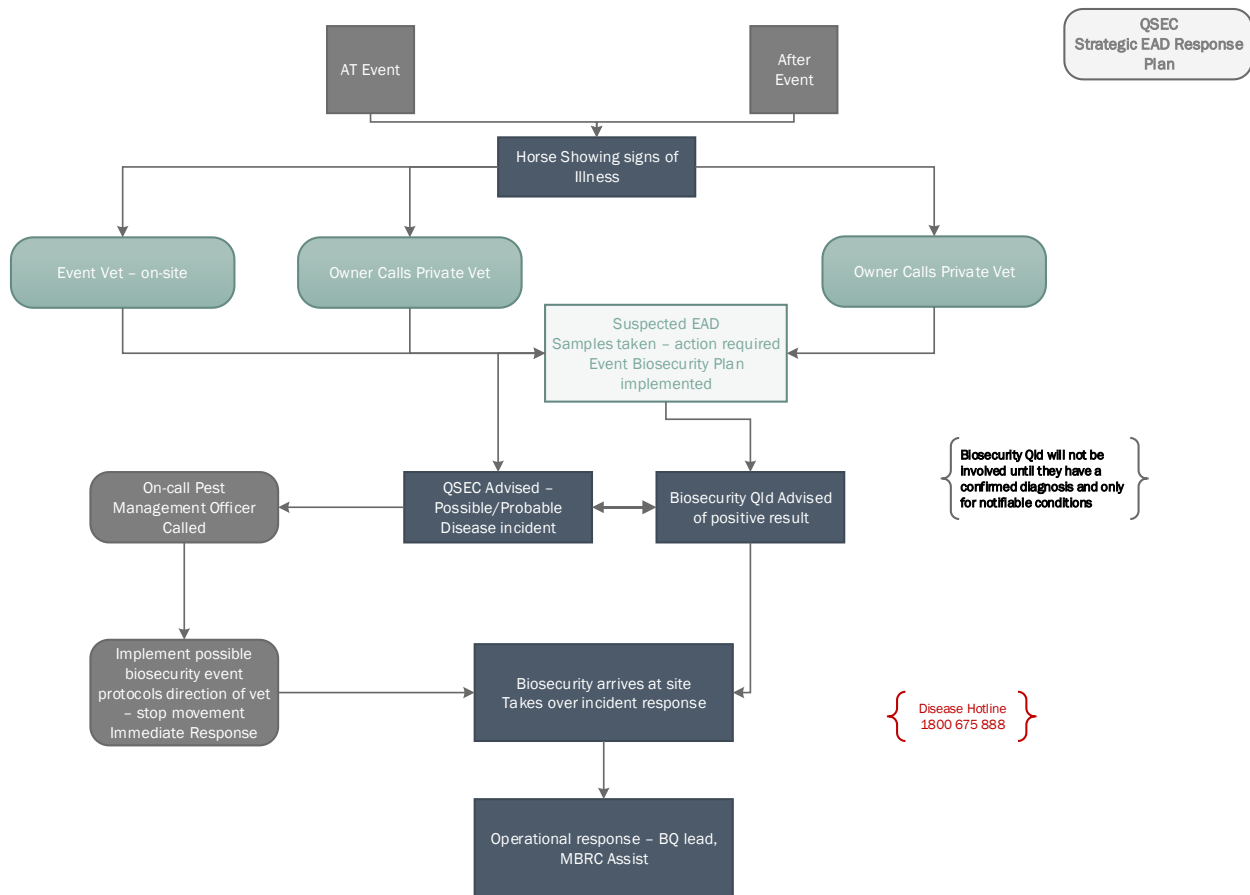 QSEC
Strategic EAD Response
Plan
AT Event
After
Event
Horse Showing signs of
Illness
Event Vet – on-site
Owner Calls Private Vet
Owner Calls Private Vet
Suspected EAD
Samples taken – action required
Event Biosecurity Plan
implemented
On-call Pest
Management Officer
Called
QSEC Advised –
Possible/Probable
Disease incident
Biosecurity Qld Advised
of positive result
Biosecurity Qld will not be
involved until they have a
confirmed diagnosis and only
for notifiable conditions
Implement possible
biosecurity event
protocols direction of vet
– stop movement
Immediate Response
Biosecurity arrives at site
Takes over incident response
Disease Hotline
1800 675 888
Operational response – BQ lead,
MBRC Assist